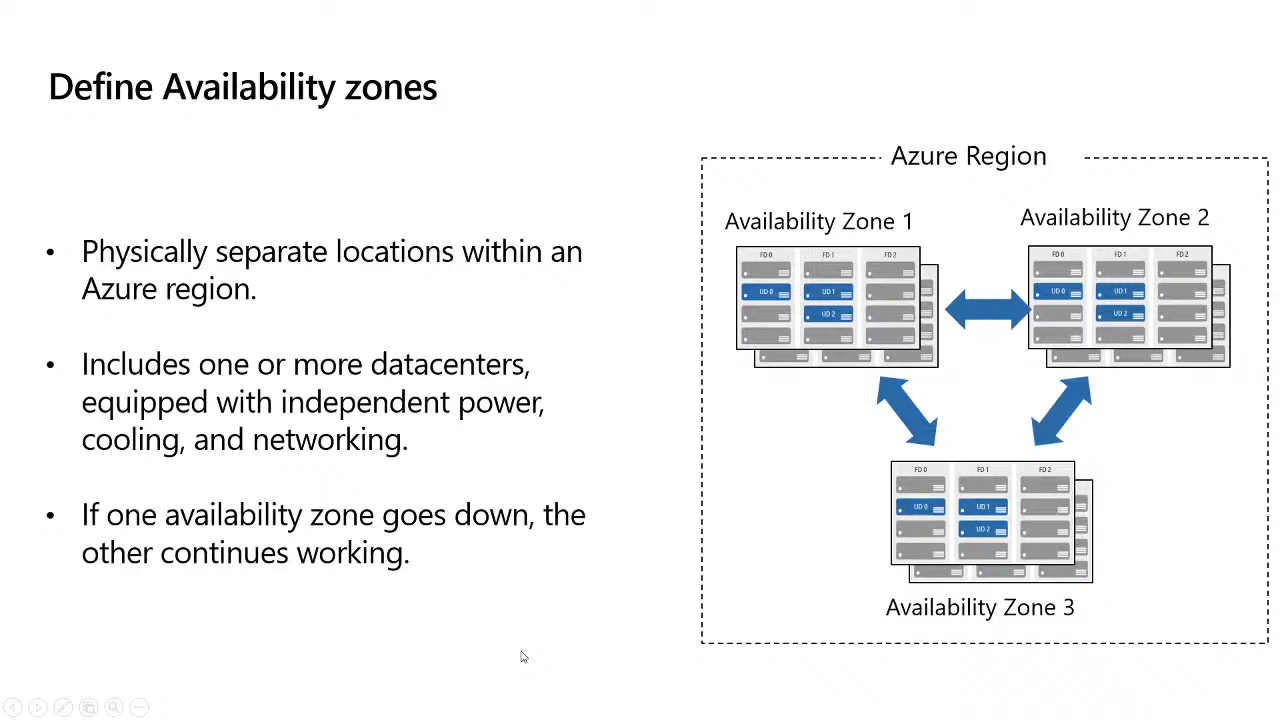 Define Availability zones
• Physically separate locations within an
Azure region.
• Includes one or more datacenters,
equipped with independent power,
cooling, and networking.
• If one availability zone goes down, the
other continues working.
Azure Region
Availability Zone 1
FD 0 FD 1 FD 2
UD 0 UD 1
UD 2
Availability Zone 2
FD 0 FD 1 FD 2
UD 0 UD 1
UD 2
FD 0 FD 1 FD 2
UD 0 UD 1
UD 2
Availability Zone 3